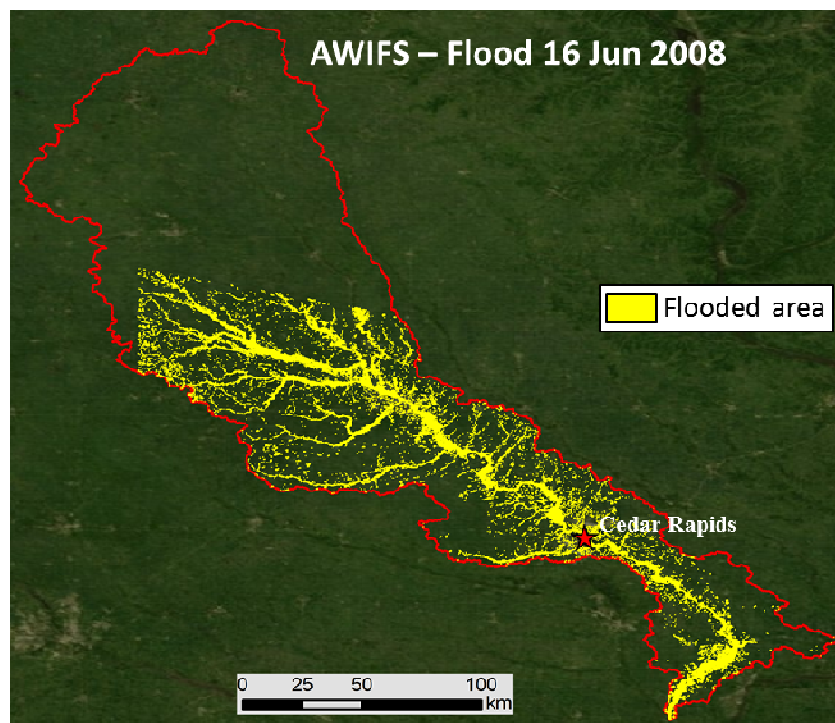 AWIFS – Flood 16 Jun 2008
Flooded area
Cedar Rapids
0 25 50 100
km